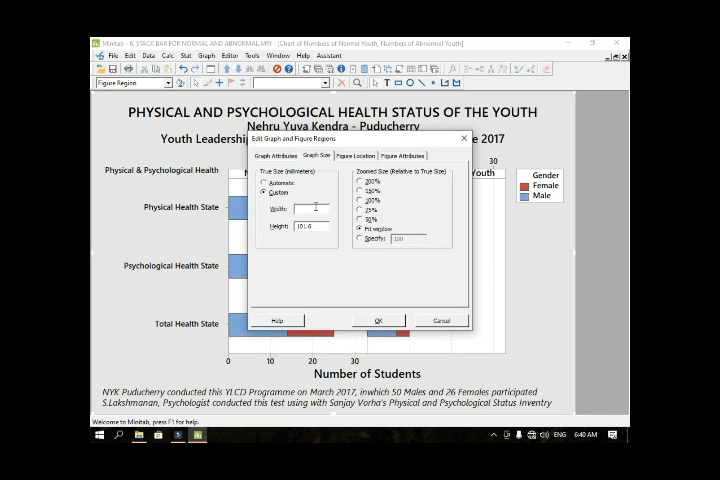 Minitab - 6. STACK BAR FOR NORMAL AND ABNORMAL.MPJ - [Chart of Numbers of Normal Youth, Numbers of Abnormal Youth]
File Edit Data Calc Stat Graph Editor Tools Window Help Assistant
Figure Region
PHYSICAL AND PSYCHOLOGICAL HEALTH STATUS OF THE YOUTH
Nehru Yuva Kendra - Puducherry
Youth Leadership
e 2017
Edit Graph and Figure Regions
Graph Attributes Graph Size Figure Location Figure Attributes
True Size (millimeters)
Automatic
Custom
Width:
Height: 101.6
Zoomed Size (Relative to True Size)
200%
150%
100%
25%
50%
Fit window
Specify: 100
Help OK Cancel
30
Youth
Gender
Female
Male
Physical & Psychological Health
N
Physical Health State
Psychological Health State
Total Health State
0 10 20 30
Number of Students
NYK Puducherry conducted this YLCD Programme on March 2017, inwhich 50 Males and 26 Females participated
S.Lakshmanan, Psychologist conducted this test using with Sanjay Vorha's Physical and Psychological Status Inventry
Welcome to Minitab, press F1 for help.
ENG 6:40 AM